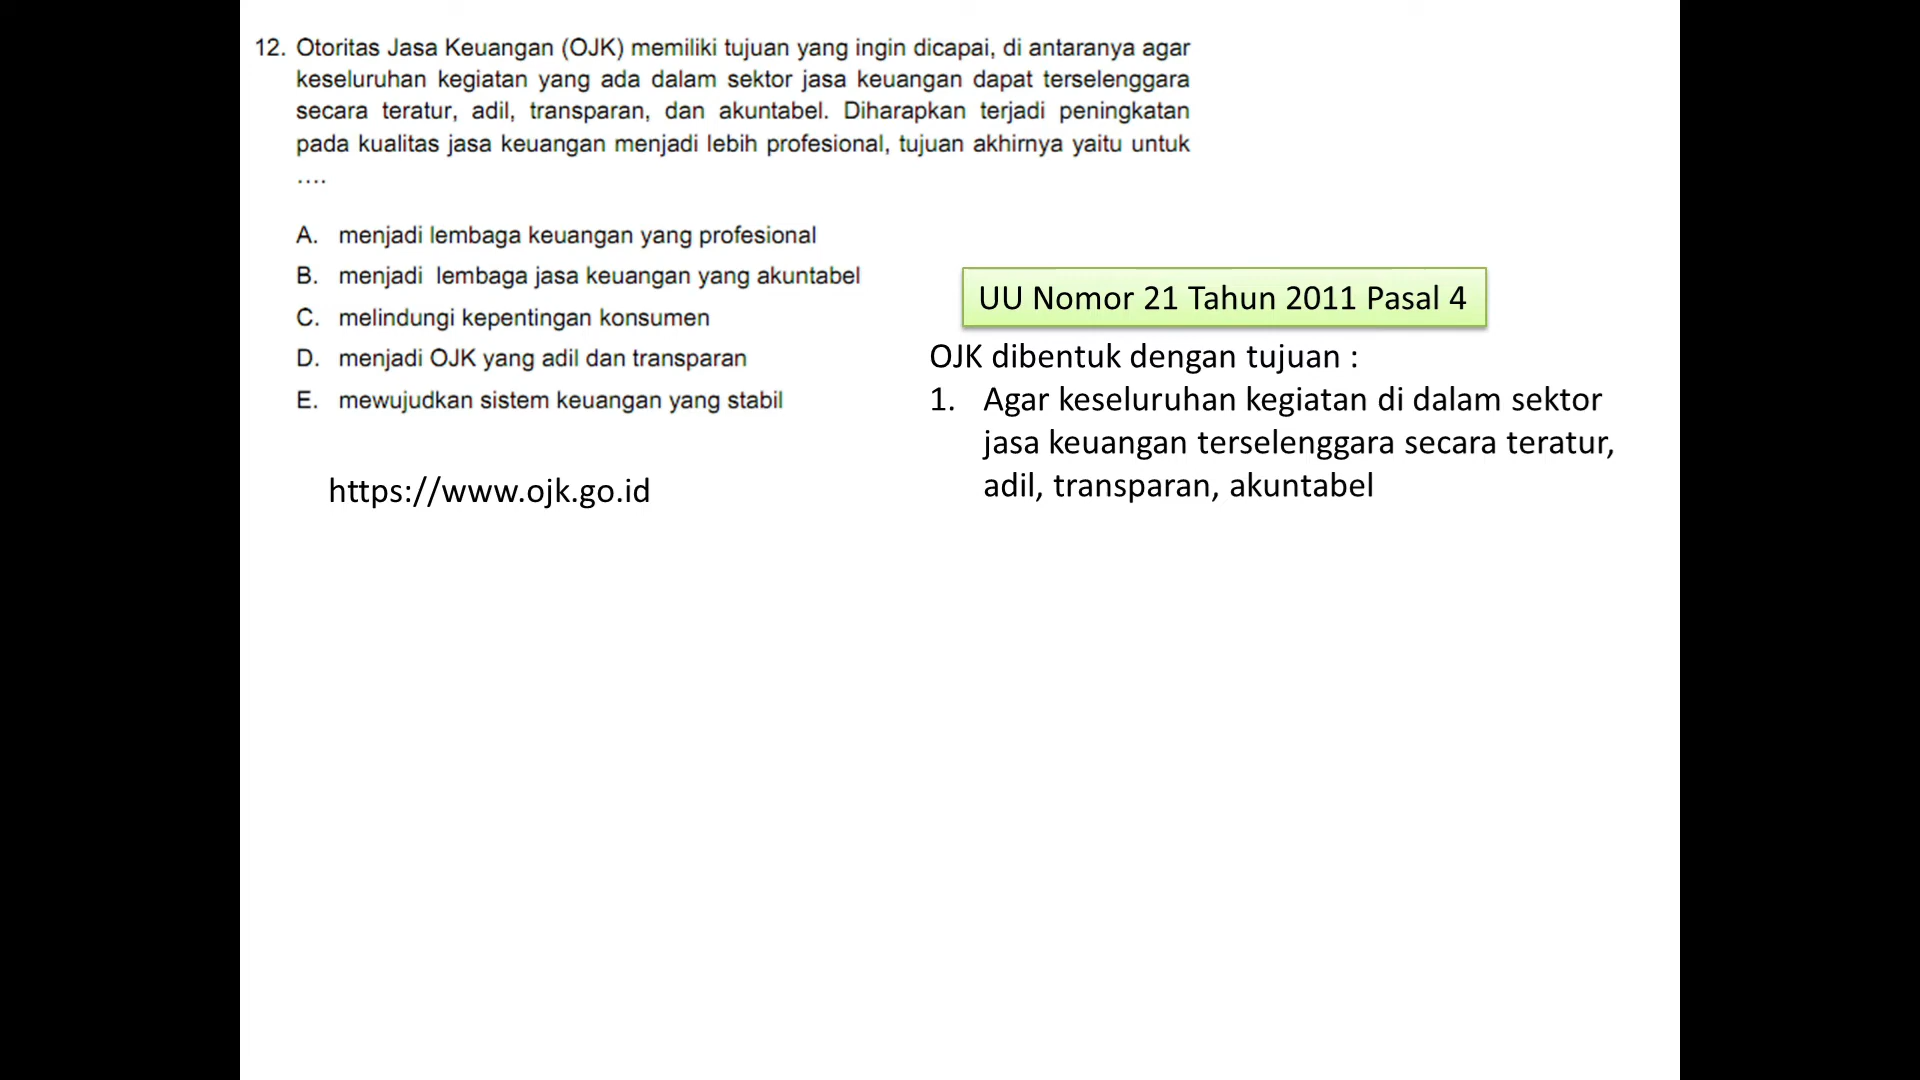 12. Otoritas Jasa Keuangan (OJK) memiliki tujuan yang ingin dicapai, di antaranya agar
keseluruhan kegiatan yang ada dalam sektor jasa keuangan dapat terselenggara
secara teratur, adil, transparan, dan akuntabel. Diharapkan terjadi peningkatan
pada kualitas jasa keuangan menjadi lebih profesional, tujuan akhirnya yaitu untuk
....
A. menjadi lembaga keuangan yang profesional
B. menjadi lembaga jasa keuangan yang akuntabel
C. melindungi kepentingan konsumen
D. menjadi OJK yang adil dan transparan
E. mewujudkan sistem keuangan yang stabil
https://www.ojk.go.id
UU Nomor 21 Tahun 2011 Pasal 4
OJK dibentuk dengan tujuan :
1. Agar keseluruhan kegiatan di dalam sektor
jasa keuangan terselenggara secara teratur,
adil, transparan, akuntabel